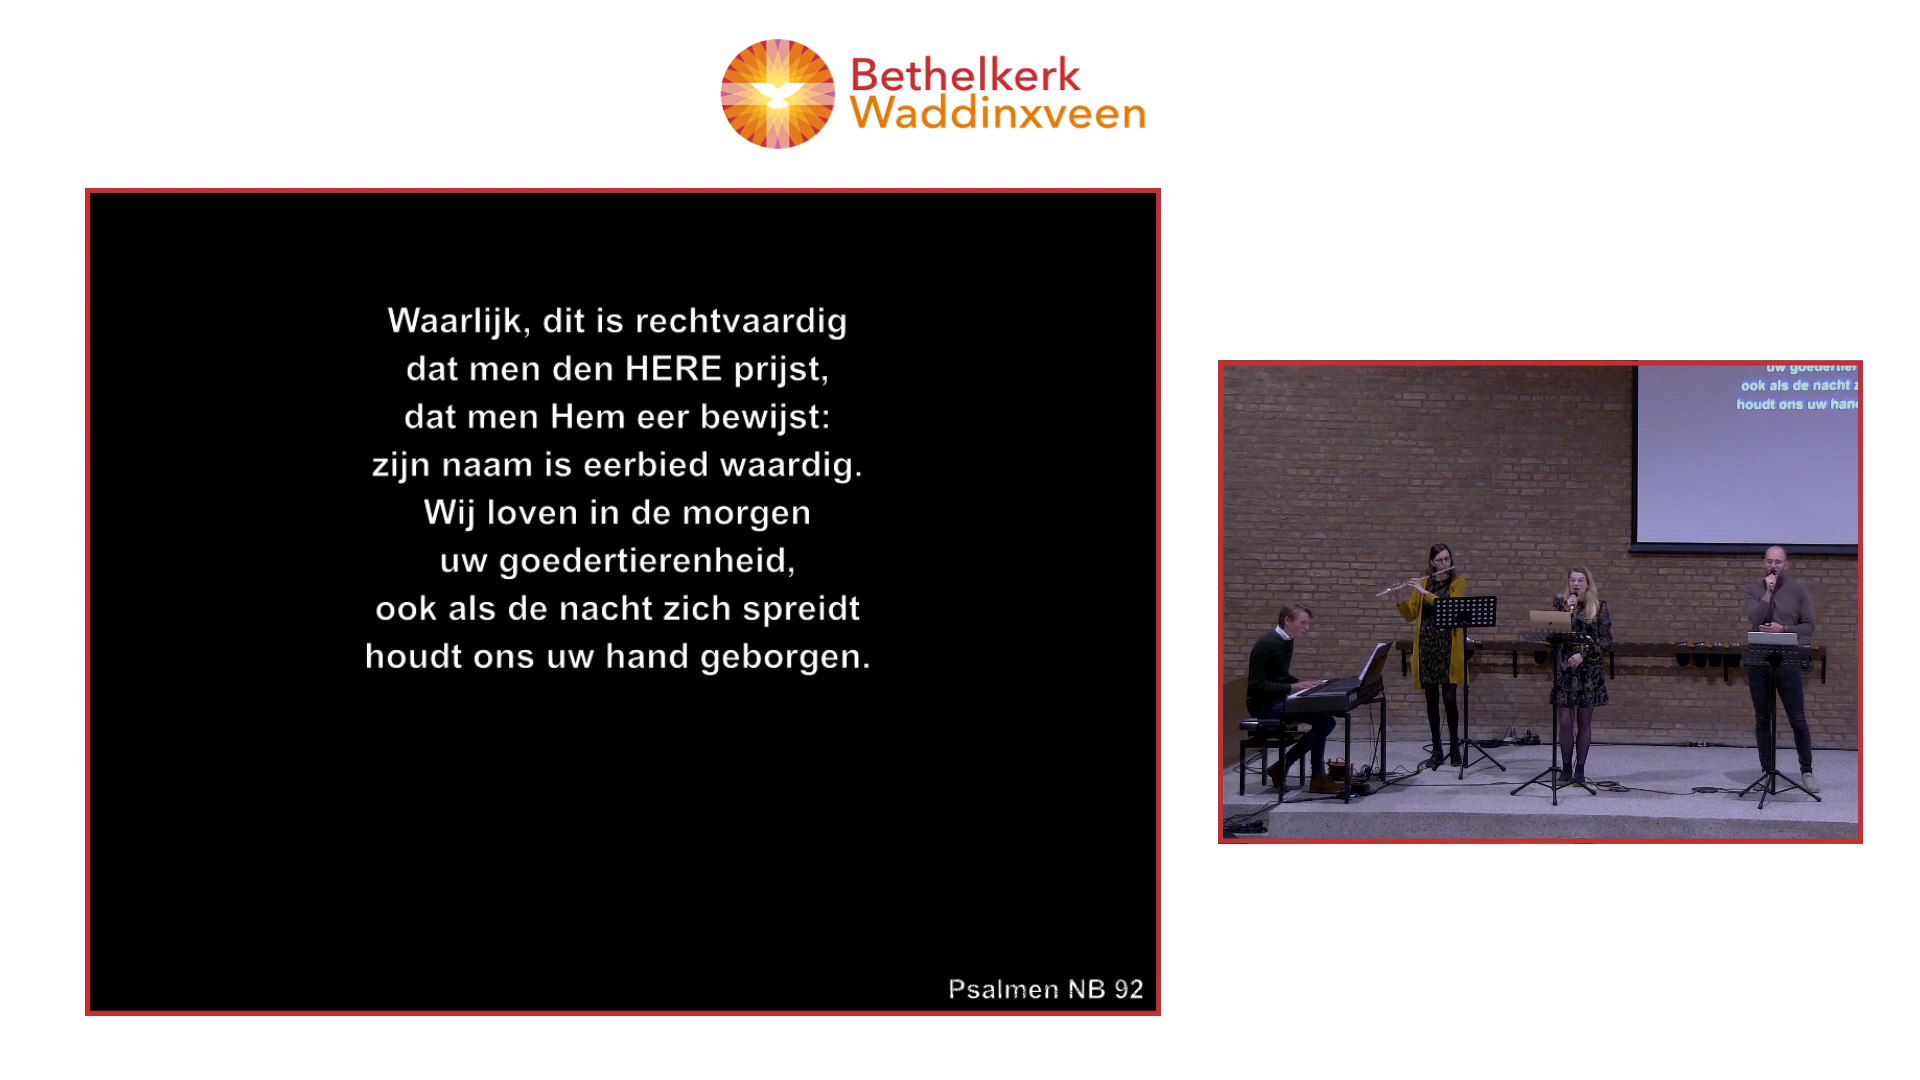 Bethelkerk
Waddinxveen
Waarlijk, dit is rechtvaardig
dat men den HERE prijst,
dat men Hem eer bewijst:
zijn naam is eerbied waardig.
Wij loven in de morgen
uw goedertierenheid,
ook als de nacht zich spreidt
houdt ons uw hand geborgen.
Psalmen NB 92
ook als de nacht
houdt ons uw